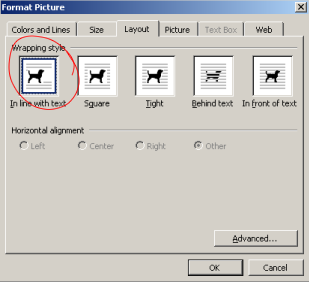 Format Picture
Colors and Lines Size Layout Picture Text Box Web
Wrapping style
In line with text Square Tight Behind text In front of text
Horizontal alignment
Left Center Right Other
Advanced...
OK Cancel